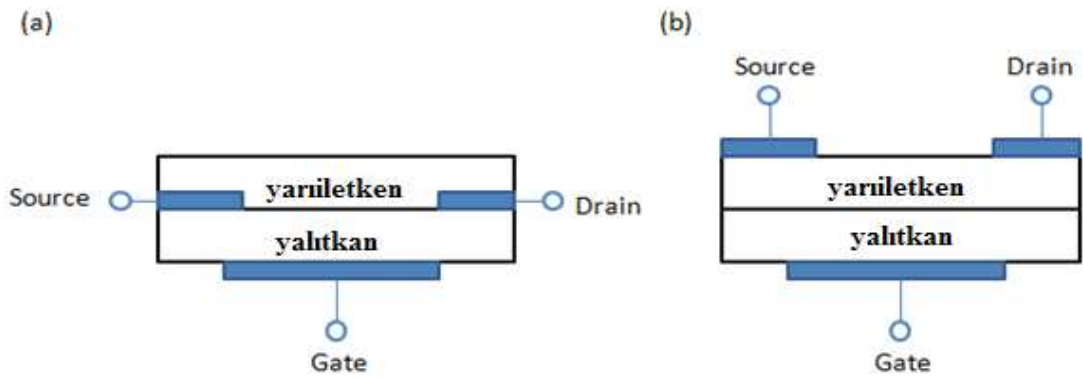 (a)
Source
yarıiletken
Drain
yalıtkan
Gate
(b)
Source
Drain
yarıiletken
yalıtkan
Gate